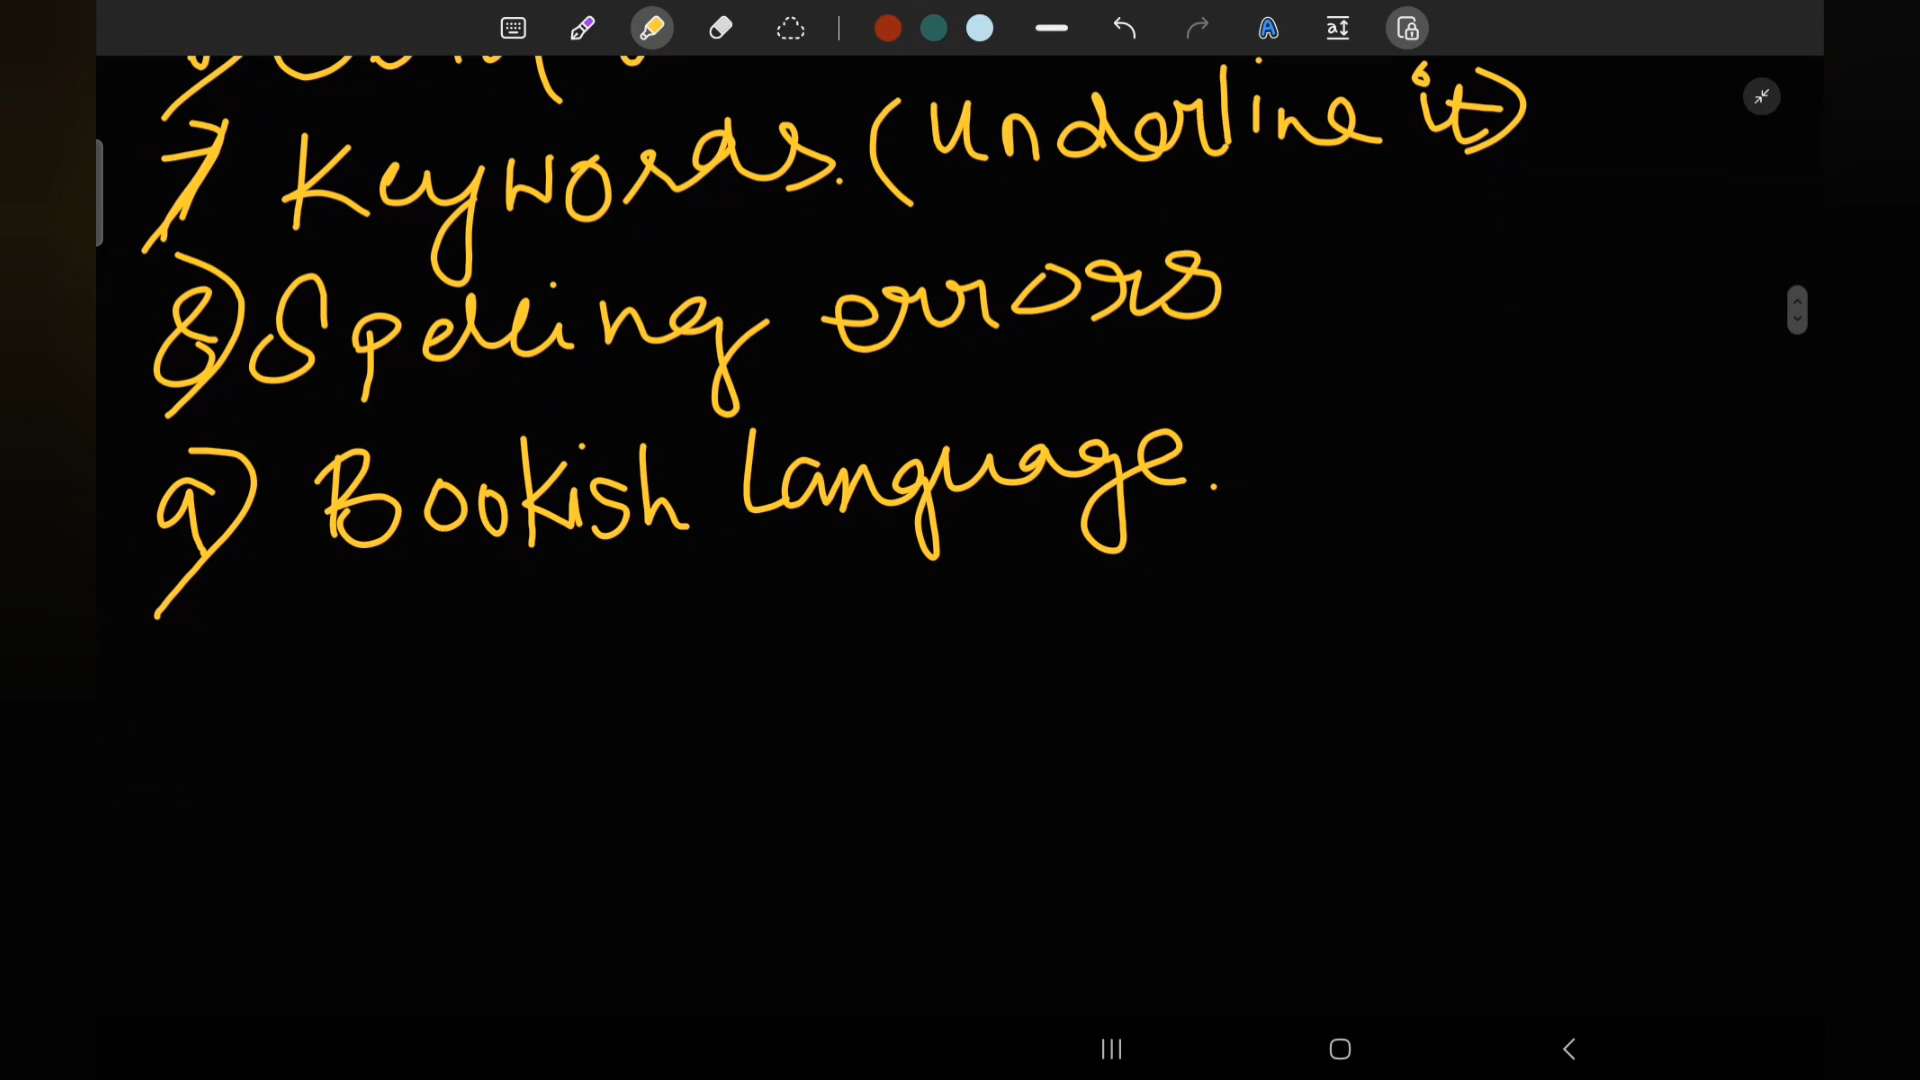 7) Keywords. (Underline it)
8) Spelling errors
9) Bookish Language.